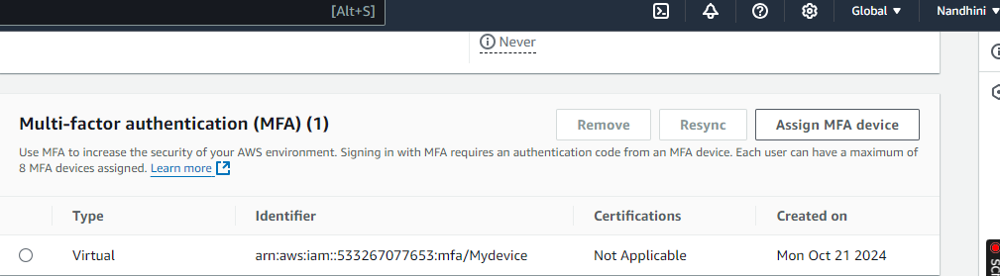 [Alt+S]
Global
Nandhini
Never
Multi-factor authentication (MFA) (1)
Remove
Resync
Assign MFA device
Use MFA to increase the security of your AWS environment. Signing in with MFA requires an authentication code from an MFA device. Each user can have a maximum of
8 MFA devices assigned. Learn more
Type Identifier Certifications Created on
Virtual arn:aws:iam::533267077653:mfa/Mydevice Not Applicable Mon Oct 21 2024